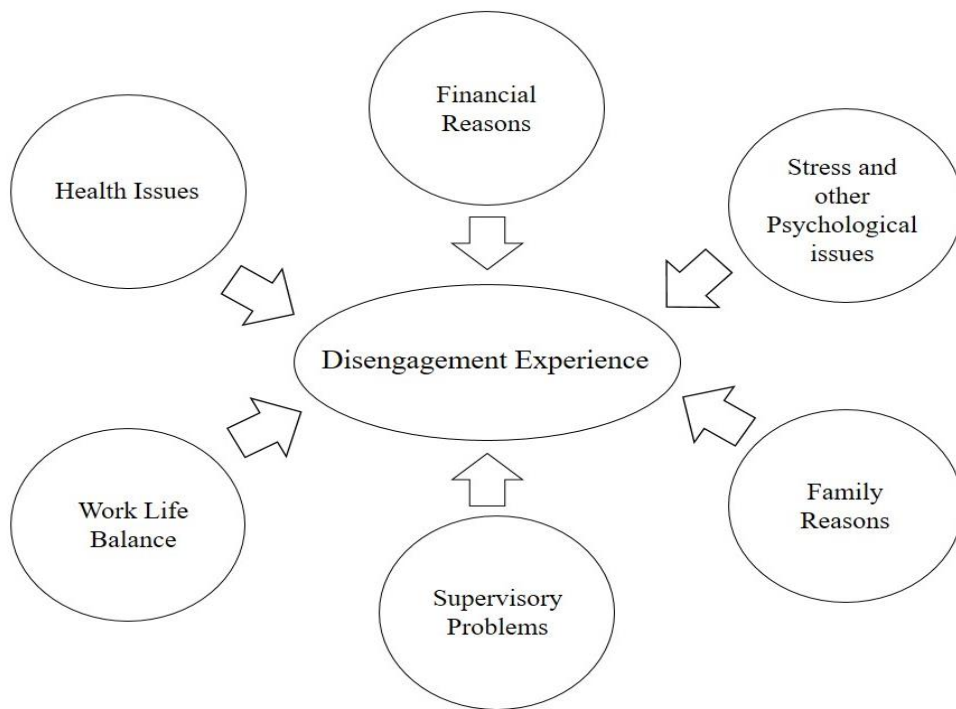 Financial
Reasons
Health Issues
Stress and
other
Psychological
issues
Disengagement Experience
Work Life
Balance
Family
Reasons
Supervisory
Problems